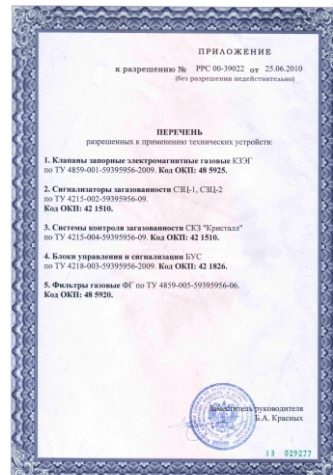 ПРИЛОЖЕНИЕ
к разрешению № РРС 00-39022 от 25.06.2010
(без разрешения недействительно)
ПЕРЕЧЕНЬ
разрешенных к применению технических устройств:
1. Клапаны запорные электромагнитные газовые КЗЭГ
по ТУ 4859-001-59395956-2009. Код ОКП: 48 5925.
2. Сигнализаторы загазованности СЗЦ-1, СЗЦ-2
по ТУ 4215-002-59395956-09.
Код ОКП: 42 1510.
3. Системы контроля загазованности СКЗ "Кристалл"
по ТУ 4215-004-59395956-09. Код ОКП: 42 1510.
4. Блоки управления и сигнализации БУС
по ТУ 4218-003-59395956-2009. Код ОКП: 42 1826.
5. Фильтры газовые ФГ по ТУ 4859-005-59395956-06.
Код ОКП: 48 5920.
Заместитель руководителя
Б.А. Красных
18 029277